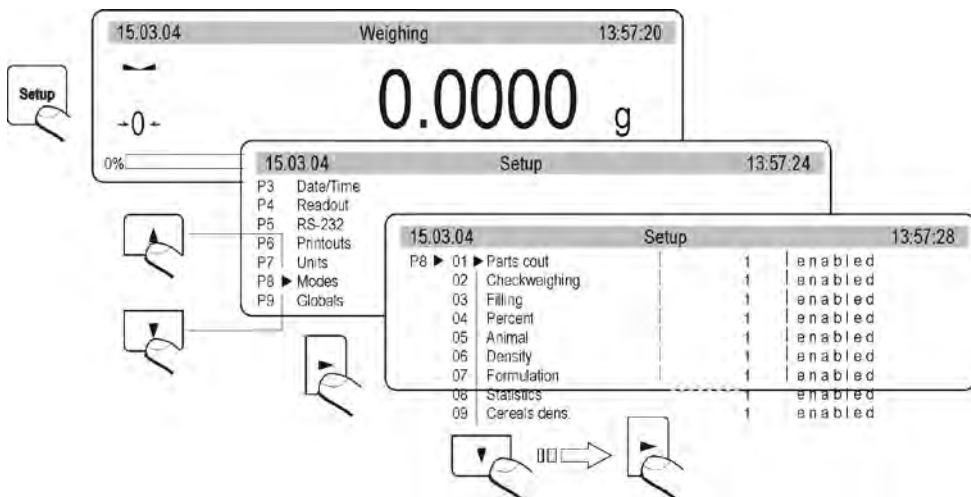 15.03.04 Weighing 13:57:20
Setup
→0←
0.0000 g
0%
15.03.04 Setup 13:57:24
P3 Date/Time
P4 Readout
P5 RS-232
P6 Printouts
P7 Units
P8 ▶ Modes
P9 Globals
15.03.04 Setup 13:57:28
P8 ▶ 01 ▶ Parts cout | 1 | enabled
02 Checkweighing | 1 | enabled
03 Filling | 1 | enabled
04 Percent | 1 | enabled
05 Animal | 1 | enabled
06 Density | 1 | enabled
07 Formulation | 1 | enabled
08 Statistics 1 enabled
09 Cereals dens. 1 enabled